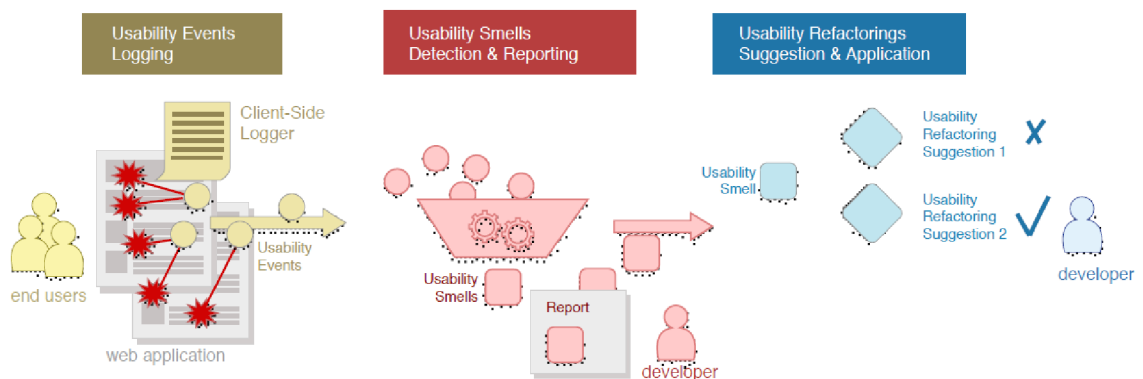 Usability Events
Logging
Usability Smells
Detection & Reporting
Usability Refactorings
Suggestion & Application
Client-Side
Logger
end users
web application
Usability
Events
Usability
Smells
Report
developer
Usability
Smell
Usability
Refactoring
Suggestion 1
Usability
Refactoring
Suggestion 2
developer